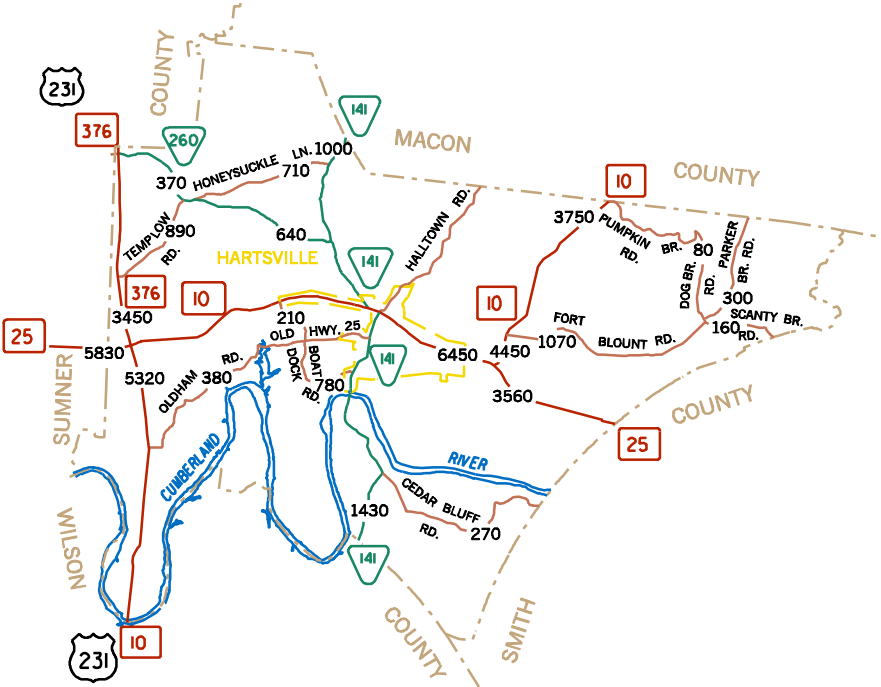 231
COUNTY
376
260
141
MACON
COUNTY
HONEYSUCKLE LN.
1000
710
370
10
TEMPLOW RD.
890
640
HARTSVILLE
141
HALLTOWN RD.
3750
PUMPKIN BR. RD.
80
PARKER BR. RD.
DOG BR. RD.
300
SCANTY BR. RD.
160
376
10
3450
210
OLD HWY. 25
10
FORT BLOUNT RD.
1070
25
5830
5320
OLDHAM RD.
380
BOAT DOCK RD.
780
141
6450
4450
3560
SUMNER
COUNTY
25
CUMBERLAND
RIVER
WILSON
1430
CEDAR BLUFF RD.
270
141
COUNTY
SMITH
10
231